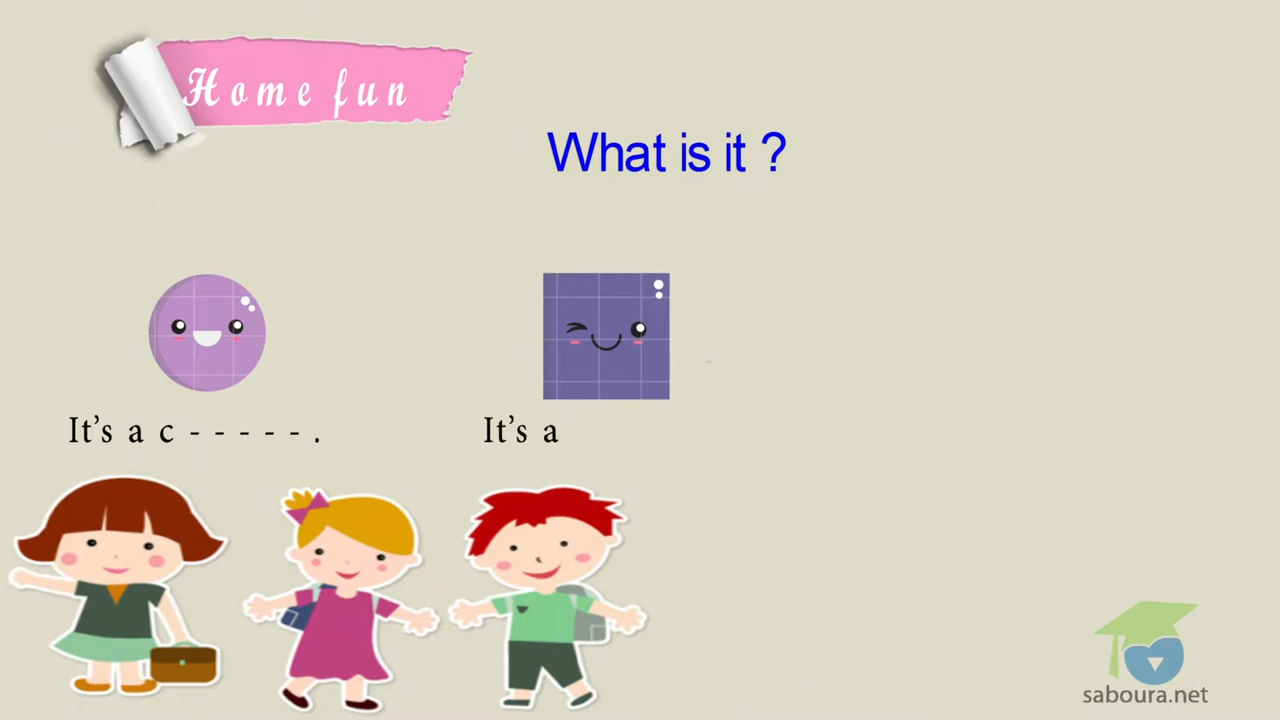 Home fun
What is it ?
It's a c - - - - - .
It's a
saboura.net